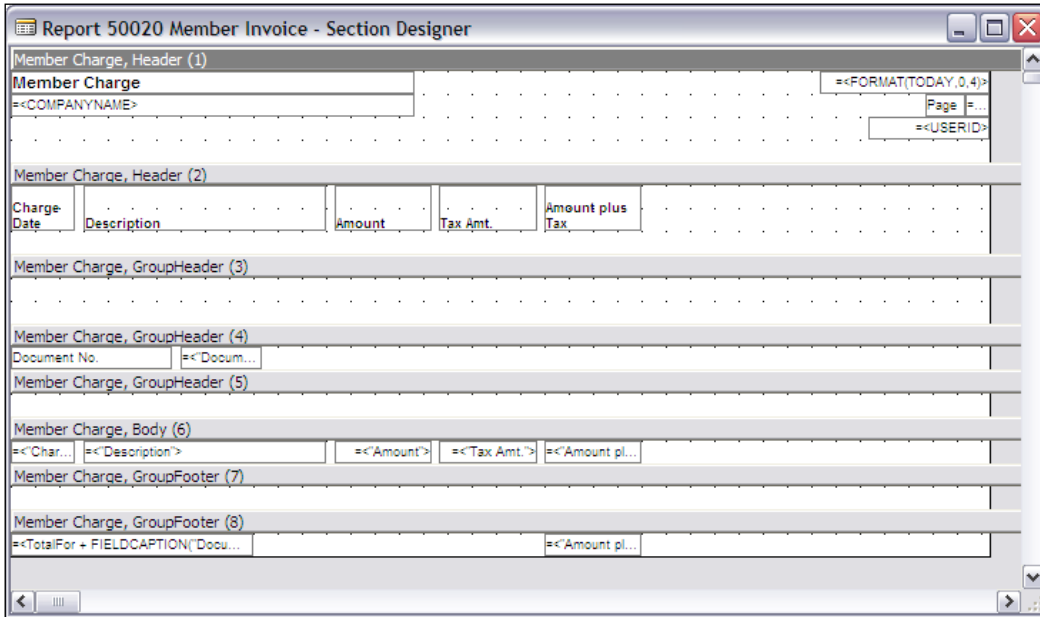 Report 50020 Member Invoice - Section Designer
Member Charge, Header (1)
Member Charge =<FORMAT(TODAY,0,4)>
=<COMPANYNAME> Page =...
=<USERID>
Member Charge, Header (2)
Charge Amount plus
Date Description Amount Tax Amt. Tax
Member Charge, GroupHeader (3)
Member Charge, GroupHeader (4)
Document No. =<"Docum...
Member Charge, GroupHeader (5)
Member Charge, Body (6)
=<"Char... =<"Description"> =<"Amount"> =<"Tax Amt."> =<"Amount pl...
Member Charge, GroupFooter (7)
Member Charge, GroupFooter (8)
=<TotalFor + FIELDCAPTION("Docu... =<"Amount pl...